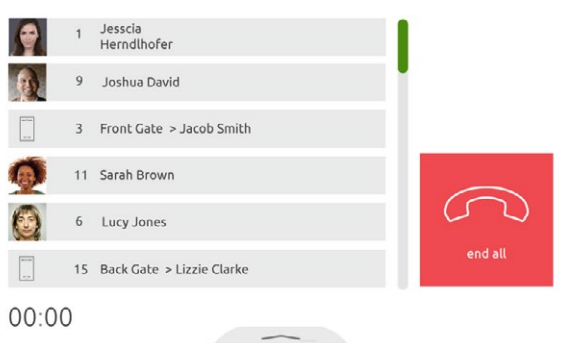 1 Jesscia
Herndlhofer
9 Joshua David
3 Front Gate > Jacob Smith
11 Sarah Brown
6 Lucy Jones
15 Back Gate > Lizzie Clarke
end all
00:00